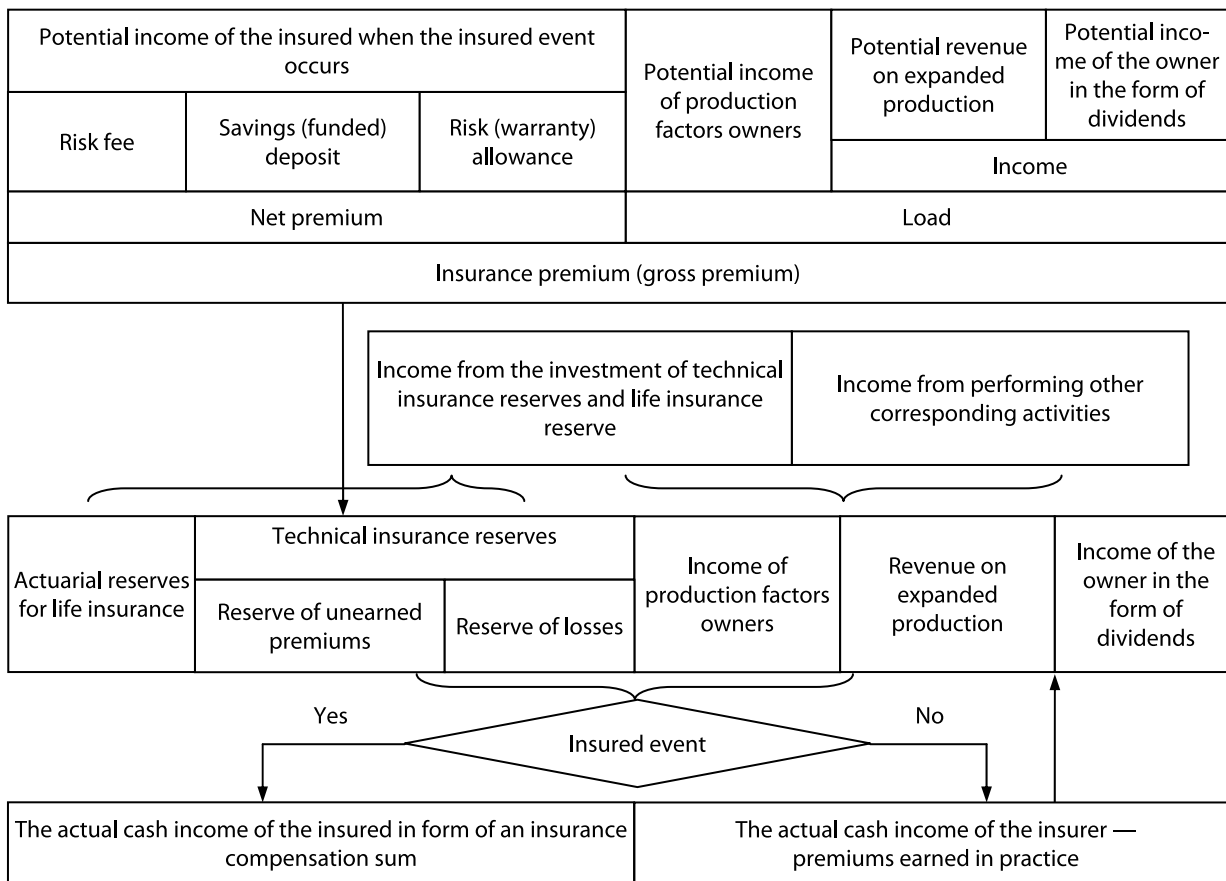 Potential income of the insured when the insured event
occurs
Potential income
of production
factors owners
Potential revenue
on expanded
production
Potential inco-
me of the owner
in the form of
dividends
Risk fee
Savings (funded)
deposit
Risk (warranty)
allowance
Income
Net premium
Load
Insurance premium (gross premium)
Income from the investment of technical
insurance reserves and life insurance
reserve
Income from performing other
corresponding activities
Actuarial reserves
for life insurance
Technical insurance reserves
Reserve of unearned
premiums
Reserve of losses
Income of
production factors
owners
Revenue on
expanded
production
Income of the
owner in the
form of
dividends
Yes
Insured event
No
The actual cash income of the insured in form of an insurance
compensation sum
The actual cash income of the insurer —
premiums earned in practice